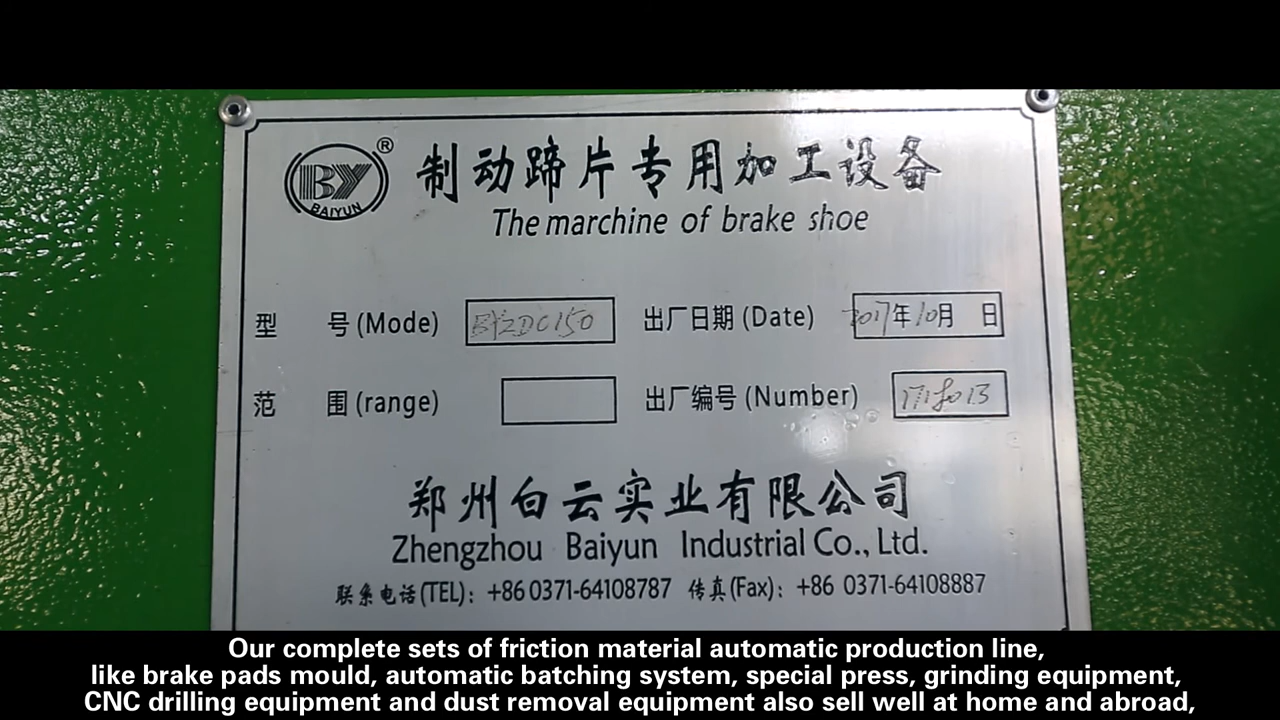 BY ®
BAIYUN
制动蹄片专用加工设备
The marchine of brake shoe
型 号(Mode) BYZDC150 出厂日期(Date) 2017年10月 日
范 围(range) 出厂编号(Number)
郑州白云实业有限公司
Zhengzhou Baiyun Industrial Co., Ltd.
联系电话(TEL): +86 0371-64108787 传真(Fax): +86 0371-64108887
Our complete sets of friction material automatic production line,
like brake pads mould, automatic batching system, special press, grinding equipment,
CNC drilling equipment and dust removal equipment also sell well at home and abroad,